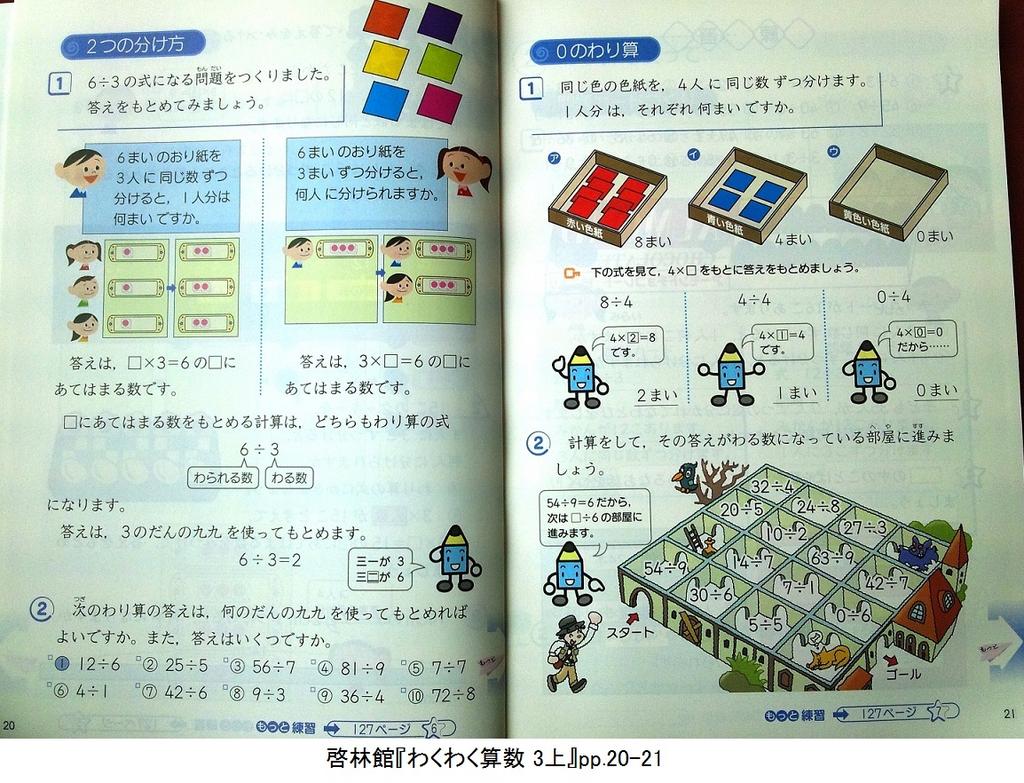 2つの分け方
1
6÷3の式になる問題をつくりました。
もん だい
答えをもとめてみましょう。
6まいのおり紙を
3人に同じ数ずつ
分けると，1人分は
何まいですか。
6まいのおり紙を
3まいずつ分けると，
何人に分けられますか。
答えは，□×3=6の□に
あてはまる数です。
答えは，3×□=6の□に
あてはまる数です。
□にあてはまる数をもとめる計算は，どちらもわり算の式
6÷3
わられる数
わる数
になります。
答えは，3のだんの九九を使ってもとめます。
6÷3=2
三一が 3
三□が 6
2
つぎ
次のわり算の答えは，何のだんの九九を使ってもとめれば
よいですか。また，答えはいくつですか。
① 12÷6 ② 25÷5 ③ 56÷7 ④ 81÷9 ⑤ 7÷7
⑥ 4÷1 ⑦ 42÷6 ⑧ 9÷3 ⑨ 36÷4 ⑩ 72÷8
20
もっと練習 127ページ 6
0のわり算
1
同じ色の色紙を，4人に同じ数ずつ分けます。
1人分は，それぞれ何まいですか。
ア
イ
ウ
赤い色紙
8まい
青い色紙
4まい
黄色い色紙
0まい
下の式を見て，4×□をもとに答えをもとめましょう。
8÷4
4÷4
0÷4
4×2=8
です。
4×1=4
です。
4×0=0
だから……
2まい
1まい
0まい
2
へ や すす
計算をして，その答えがわる数になっている部屋に進みま
しょう。
54÷9=6だから，
次は□÷6の部屋に
進みます。
32÷4
20÷5
24÷8
10÷2
27÷3
54÷9
14÷7
63÷9
30÷6
7÷1
42÷7
5÷5
0÷6
スタート
ゴール
もっと
もっと練習 127ページ 7
21
啓林館『わくわく算数 3上』pp.20-21